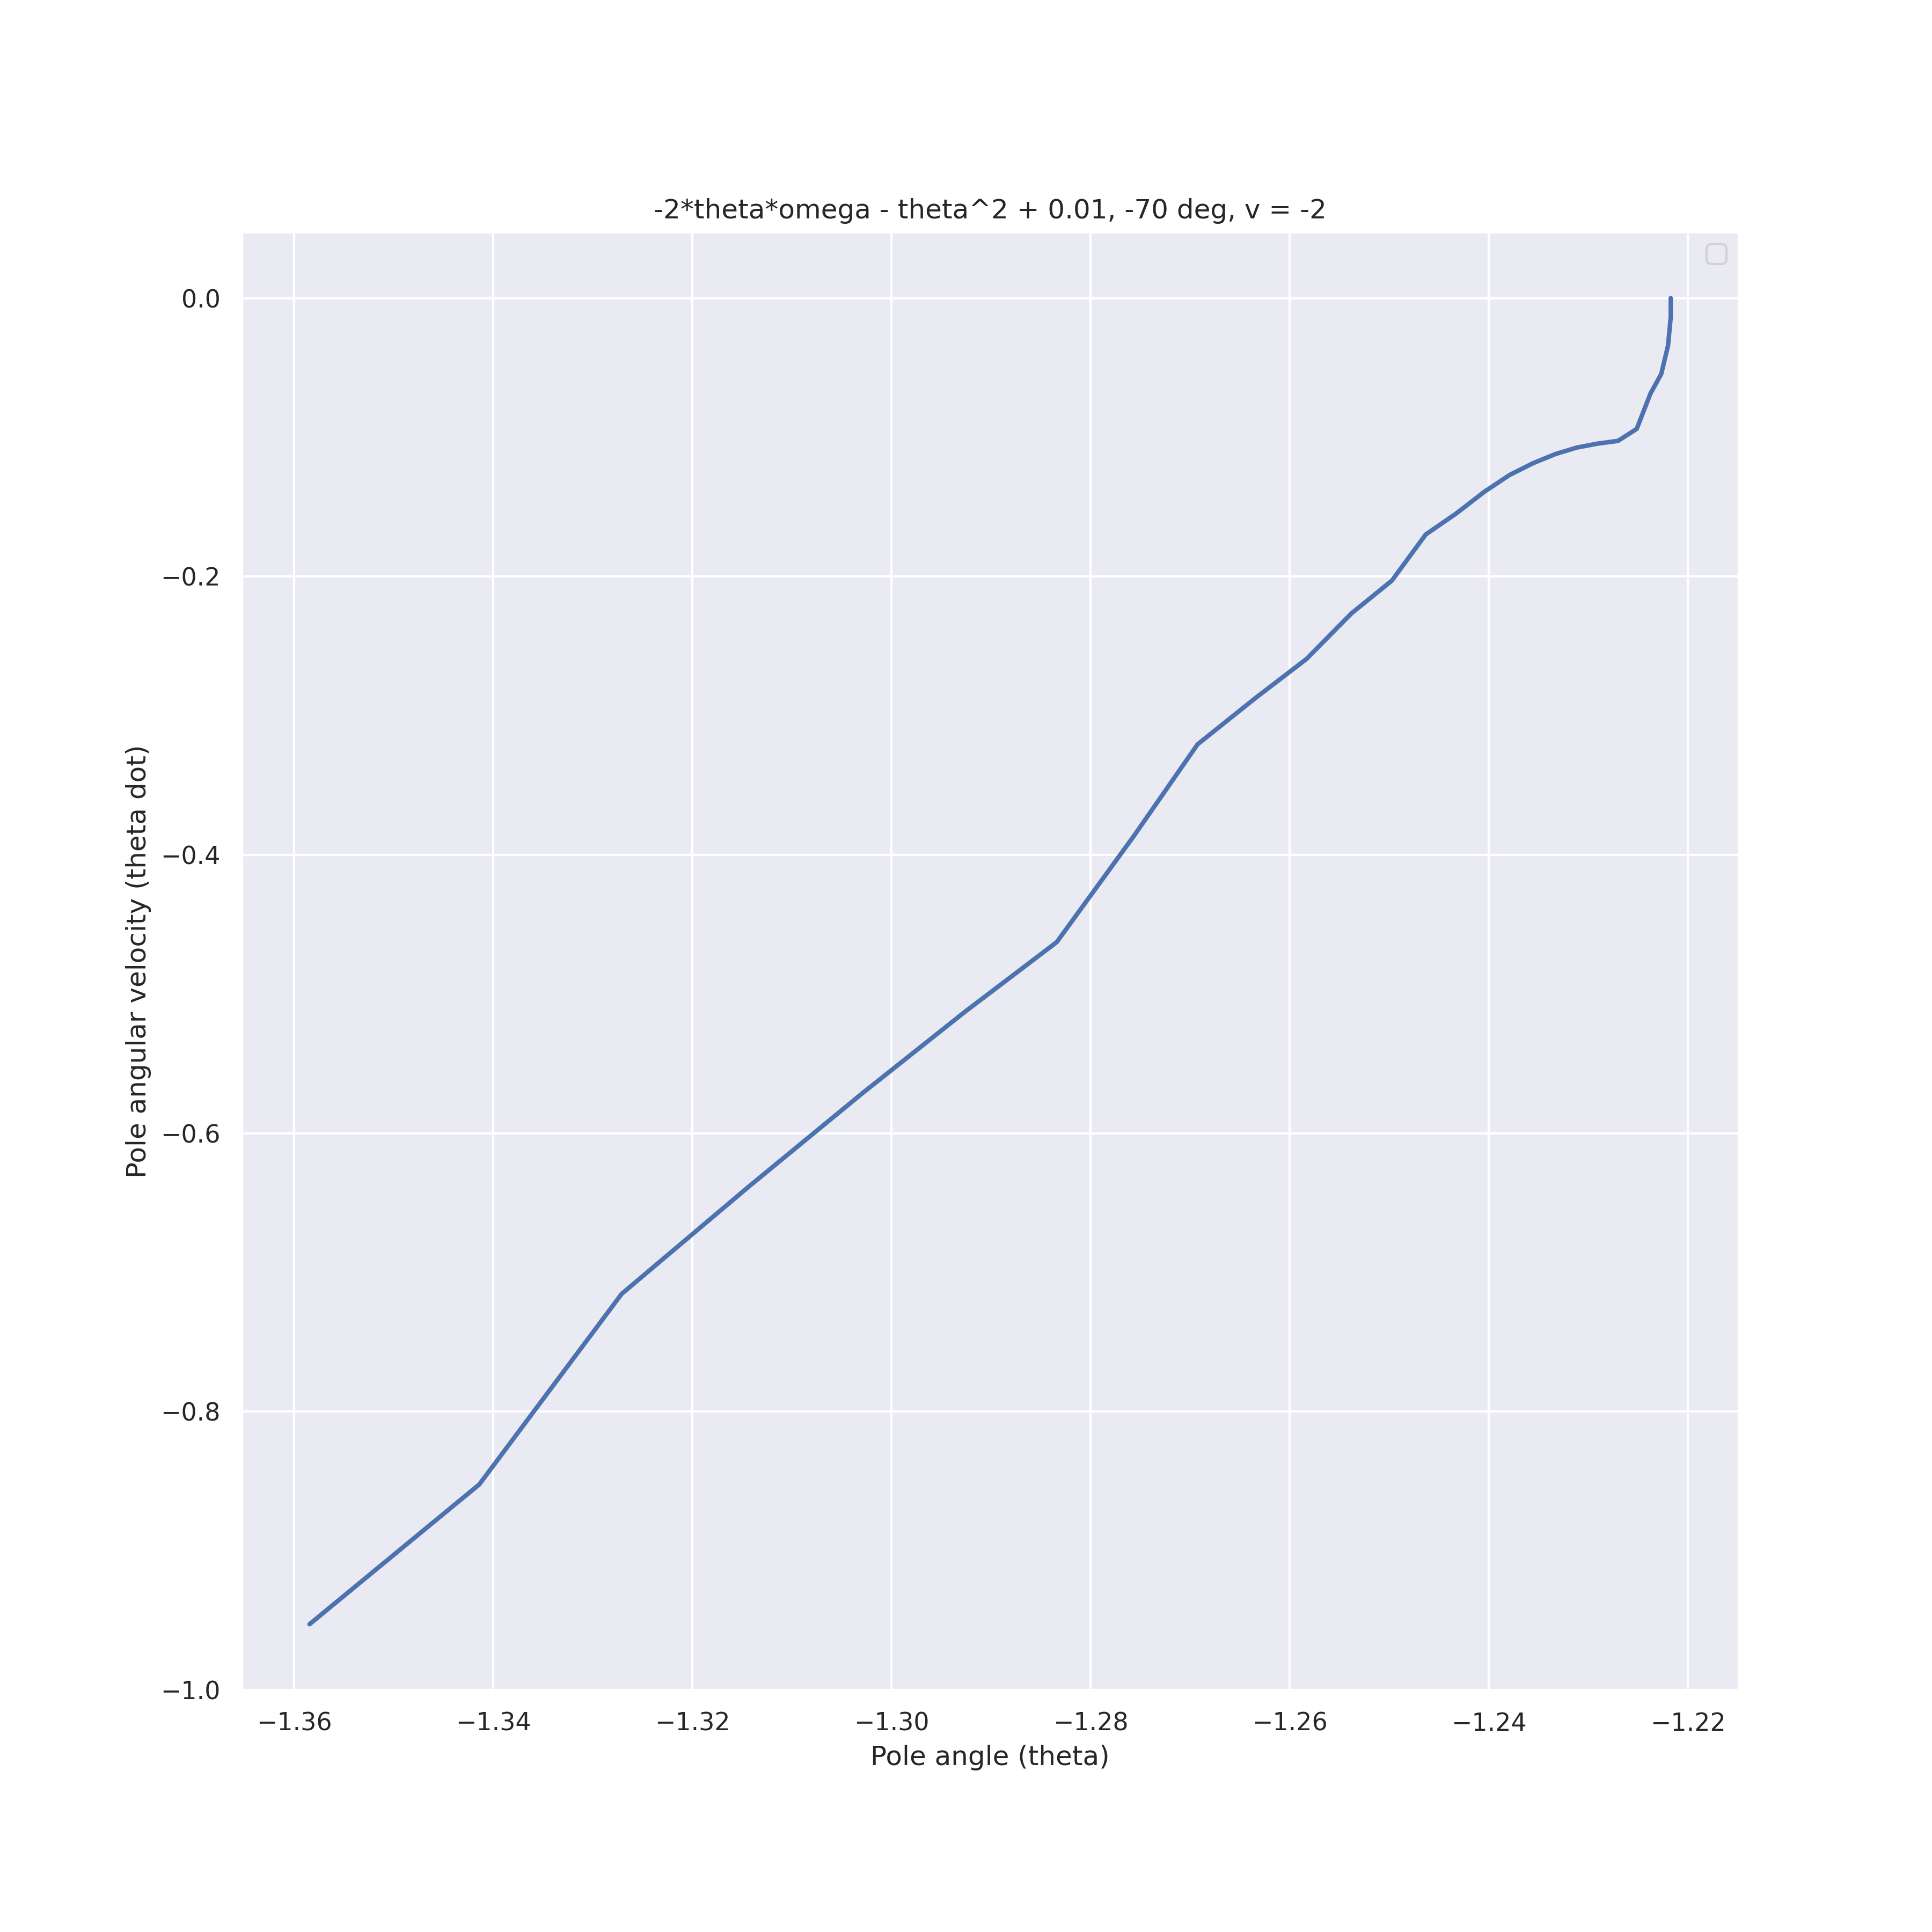 -2*theta*omega - theta^2 + 0.01, -70 deg, v = -2
0.0
−0.2
−0.4
−0.6
−0.8
−1.0
Pole angular velocity (theta dot)
−1.36 −1.34 −1.32 −1.30 −1.28 −1.26 −1.24 −1.22
Pole angle (theta)